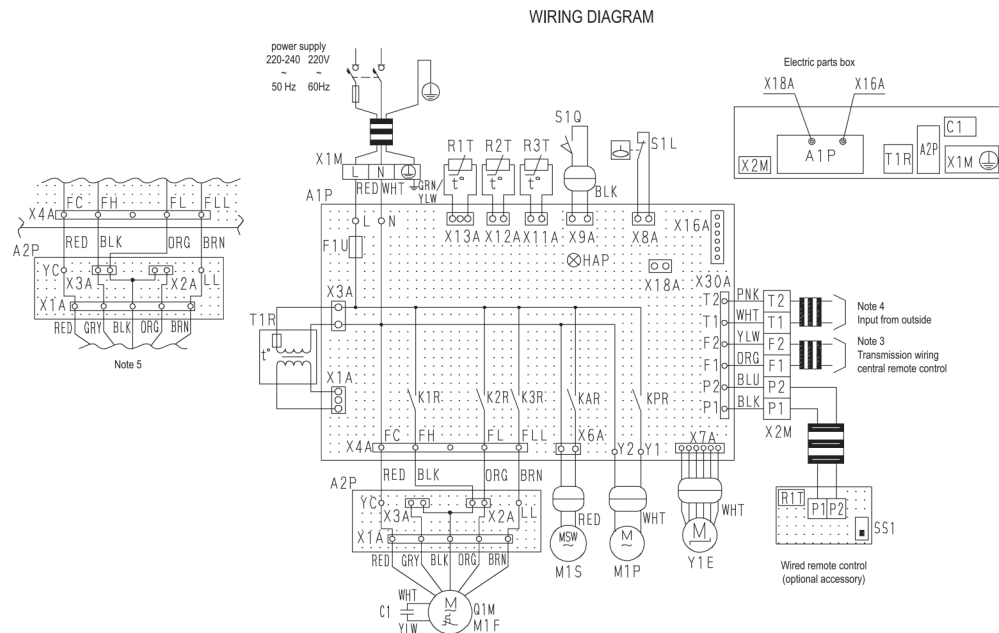 WIRING DIAGRAM
power supply
220-240 220V
~ ~
50 Hz 60Hz
Electric parts box
X18A X16A
X2M A1P T1R A2P C1 X1M
X1M L N
RED WHT GRN/
YLW
A1P
R1T R2T R3T
t° t° t°
S1Q
BLK
S1L
X13A X12A X11A X9A X8A
X16A
HAP
X18A
L N
F1U
X3A
T1R
t°
X1A
K1R K2R K3R KAR KPR
X4A FC FH FL FLL X6A Y2 Y1 X7A
X30A
T2 PNK T2
T1 WHT T1
F2 YLW F2
F1 ORG F1
P2 BLU P2
P1 BLK P1
X2M
Note 4
Input from outside
Note 3
Transmission wiring
central remote control
R1T
P1 P2
SS1
Wired remote control
(optional accessory)
FC FH FL FLL
X4A
RED BLK ORG BRN
A2P
YC X3A X2A LL
X1A
RED GRY BLK ORG BRN
Note 5
RED BLK ORG BRN
A2P
YC X3A X2A LL
X1A
RED GRY BLK ORG BRN
WHT
C1
YLW
M
~
Q1M
M1F
RED
MSW
~
M1S
WHT
M
~
M1P
WHT
M
Y1E